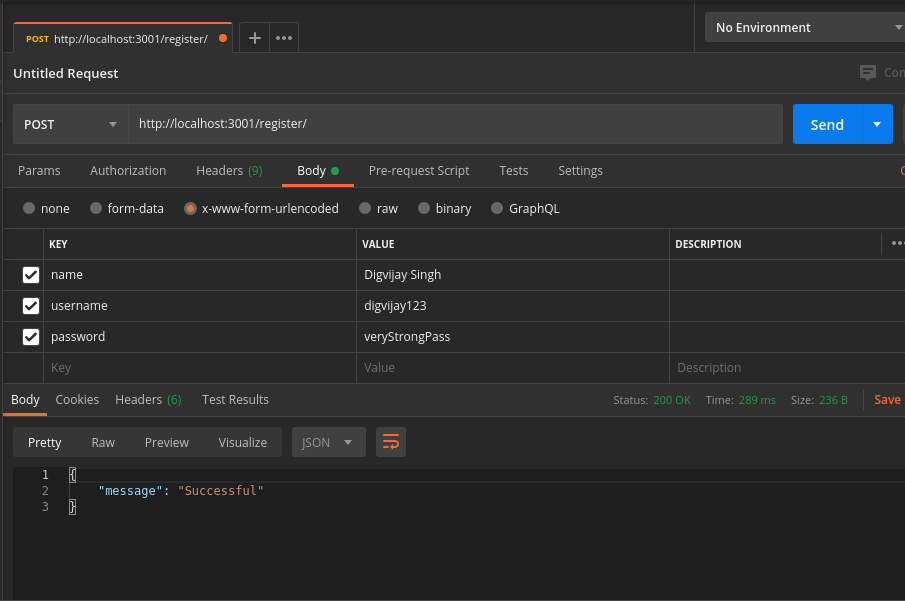 POST http://localhost:3001/register/
No Environment
Untitled Request
POST http://localhost:3001/register/ Send
Params Authorization Headers (9) Body Pre-request Script Tests Settings
none form-data x-www-form-urlencoded raw binary GraphQL
KEY VALUE DESCRIPTION
name Digvijay Singh
username digvijay123
password veryStrongPass
Key Value Description
Body Cookies Headers (6) Test Results Status: 200 OK Time: 289 ms Size: 236 B Save
Pretty Raw Preview Visualize JSON
1 {
2 "message": "Successful"
3 }